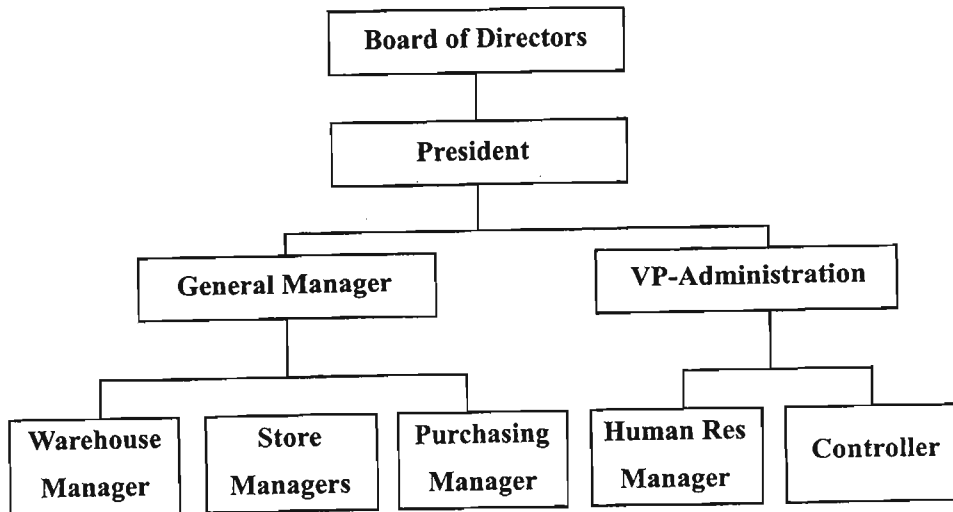 Board of Directors
President
General Manager
VP-Administration
Warehouse
Manager
Store
Managers
Purchasing
Manager
Human Res
Manager
Controller